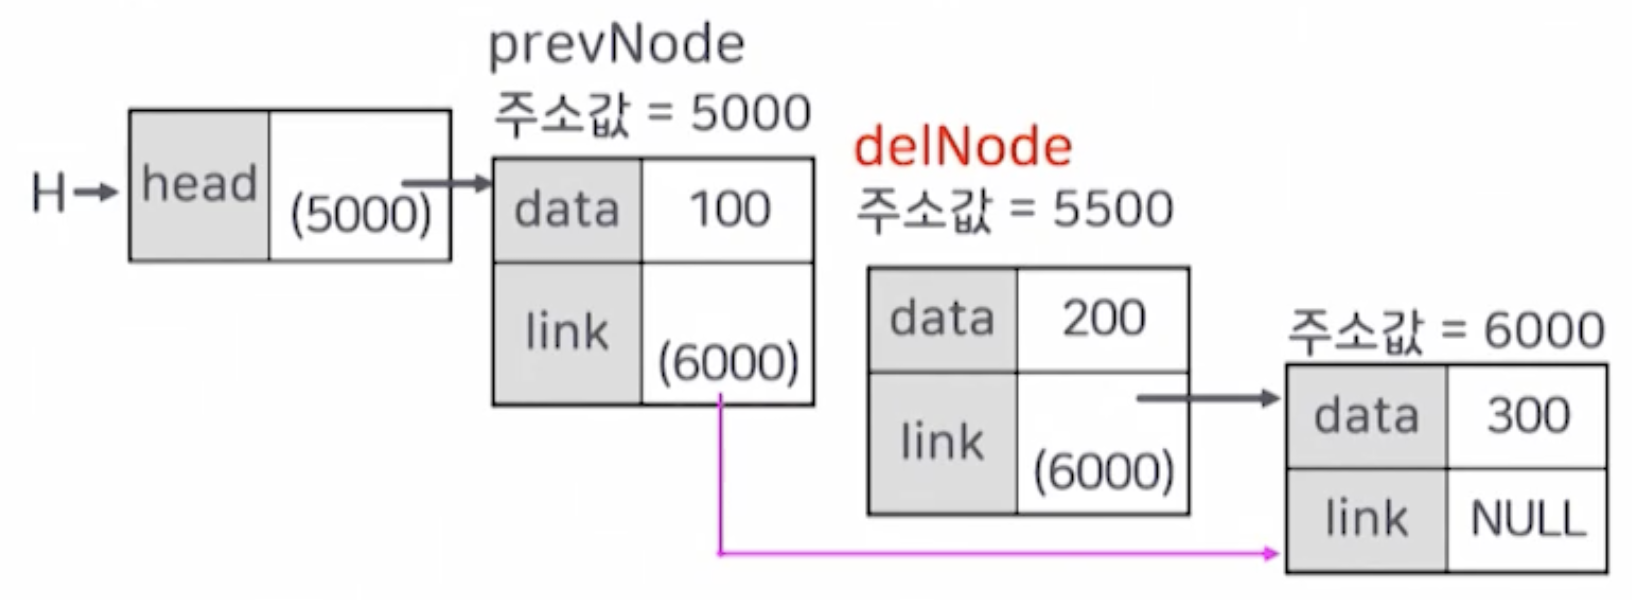 H
head
(5000)
prevNode
주소값 = 5000
data
100
link
(6000)
delNode
주소값 = 5500
data
200
link
(6000)
주소값 = 6000
data
300
link
NULL